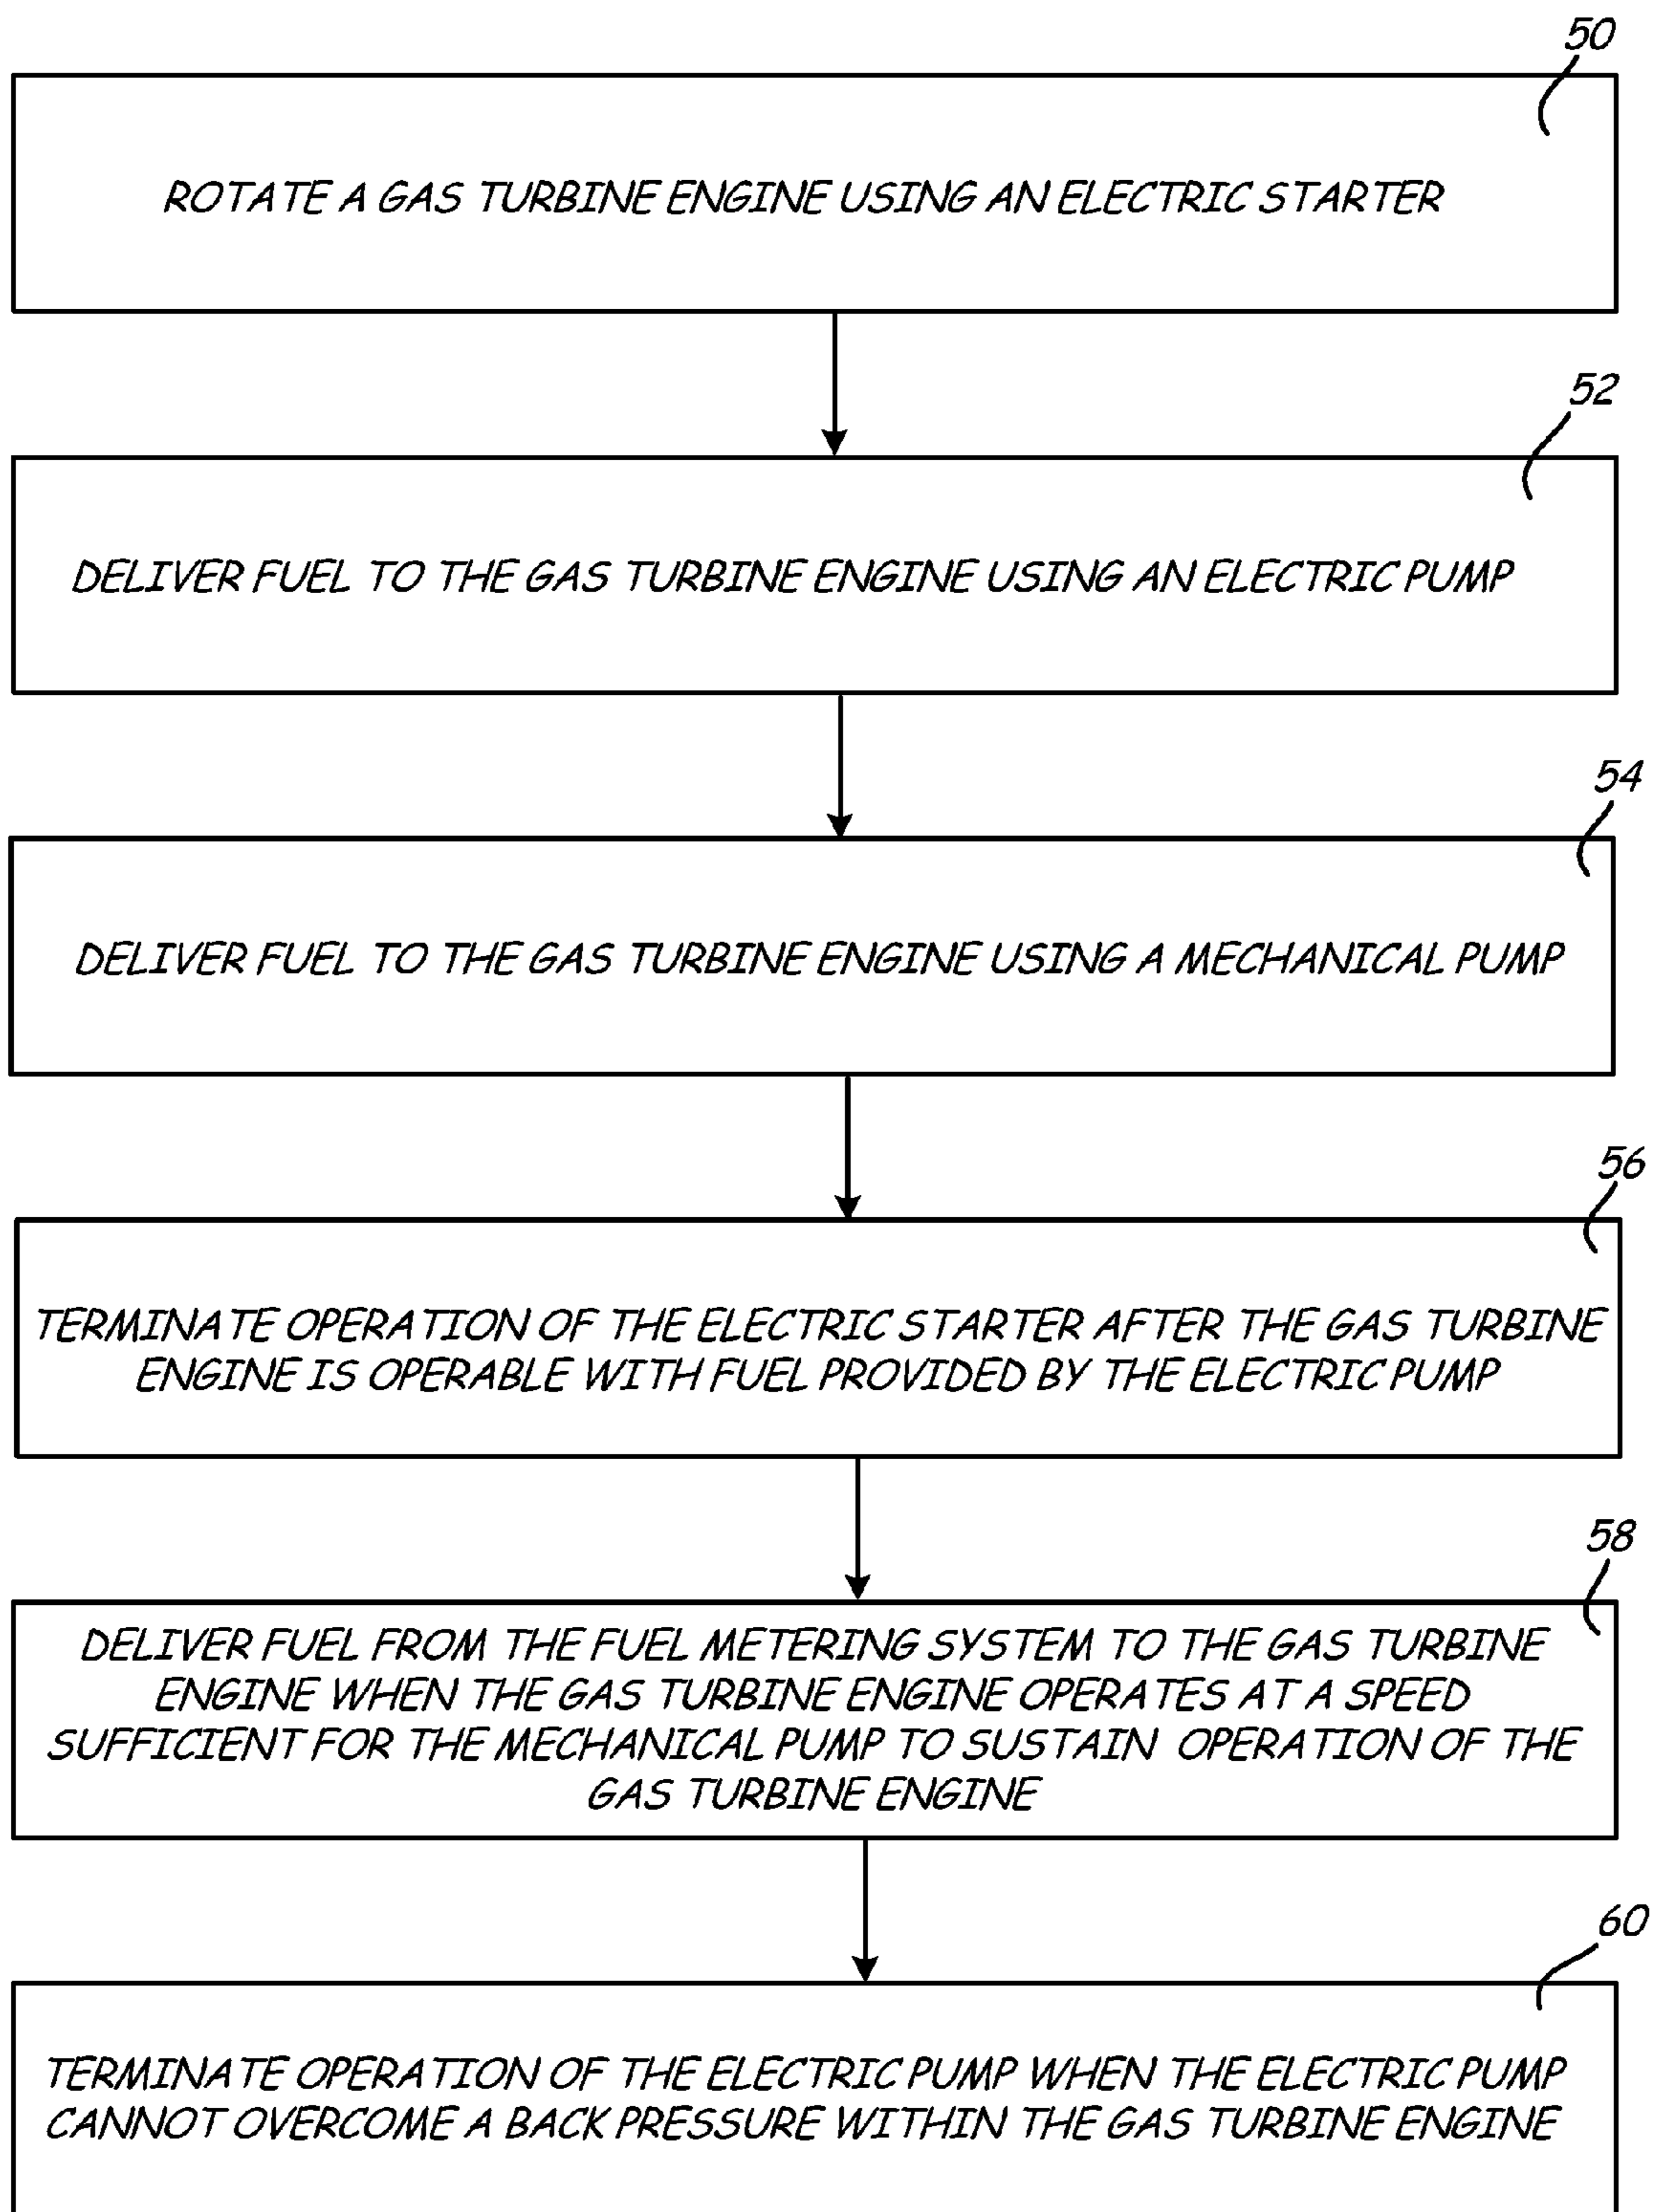 50
ROTATE A GAS TURBINE ENGINE USING AN ELECTRIC STARTER
52
DELIVER FUEL TO THE GAS TURBINE ENGINE USING AN ELECTRIC PUMP
54
DELIVER FUEL TO THE GAS TURBINE ENGINE USING A MECHANICAL PUMP
56
TERMINATE OPERATION OF THE ELECTRIC STARTER AFTER THE GAS TURBINE
ENGINE IS OPERABLE WITH FUEL PROVIDED BY THE ELECTRIC PUMP
58
DELIVER FUEL FROM THE FUEL METERING SYSTEM TO THE GAS TURBINE
ENGINE WHEN THE GAS TURBINE ENGINE OPERATES AT A SPEED
SUFFICIENT FOR THE MECHANICAL PUMP TO SUSTAIN OPERATION OF THE
GAS TURBINE ENGINE
60
TERMINATE OPERATION OF THE ELECTRIC PUMP WHEN THE ELECTRIC PUMP
CANNOT OVERCOME A BACK PRESSURE WITHIN THE GAS TURBINE ENGINE